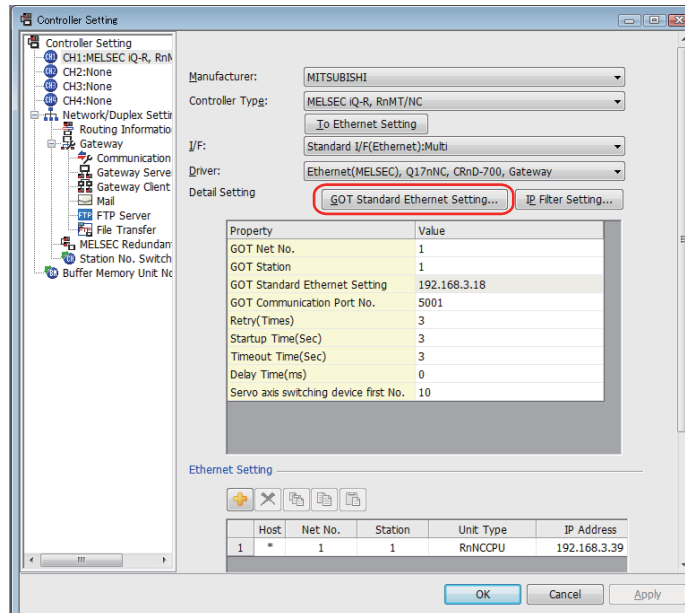 Controller Setting
Controller Setting
CH1:MELSEC iQ-R, RnM
CH2:None
CH3:None
CH4:None
Network/Duplex Settin
Routing Informatio
Gateway
Communication
Gateway Serve
Gateway Client
Mail
FTP FTP Server
File Transfer
MELSEC Redundan
Station No. Switch
Buffer Memory Unit No
Manufacturer: MITSUBISHI
Controller Type: MELSEC iQ-R, RnMT/NC
To Ethernet Setting
I/F: Standard I/F(Ethernet):Multi
Driver: Ethernet(MELSEC), Q17nNC, CRnD-700, Gateway
Detail Setting GOT Standard Ethernet Setting... IP Filter Setting...
Property Value
GOT Net No. 1
GOT Station 1
GOT Standard Ethernet Setting 192.168.3.18
GOT Communication Port No. 5001
Retry(Times) 3
Startup Time(Sec) 3
Timeout Time(Sec) 3
Delay Time(ms) 0
Servo axis switching device first No. 10
Ethernet Setting
Host Net No. Station Unit Type IP Address
1 * 1 1 RnNCCPU 192.168.3.39
OK Cancel Apply